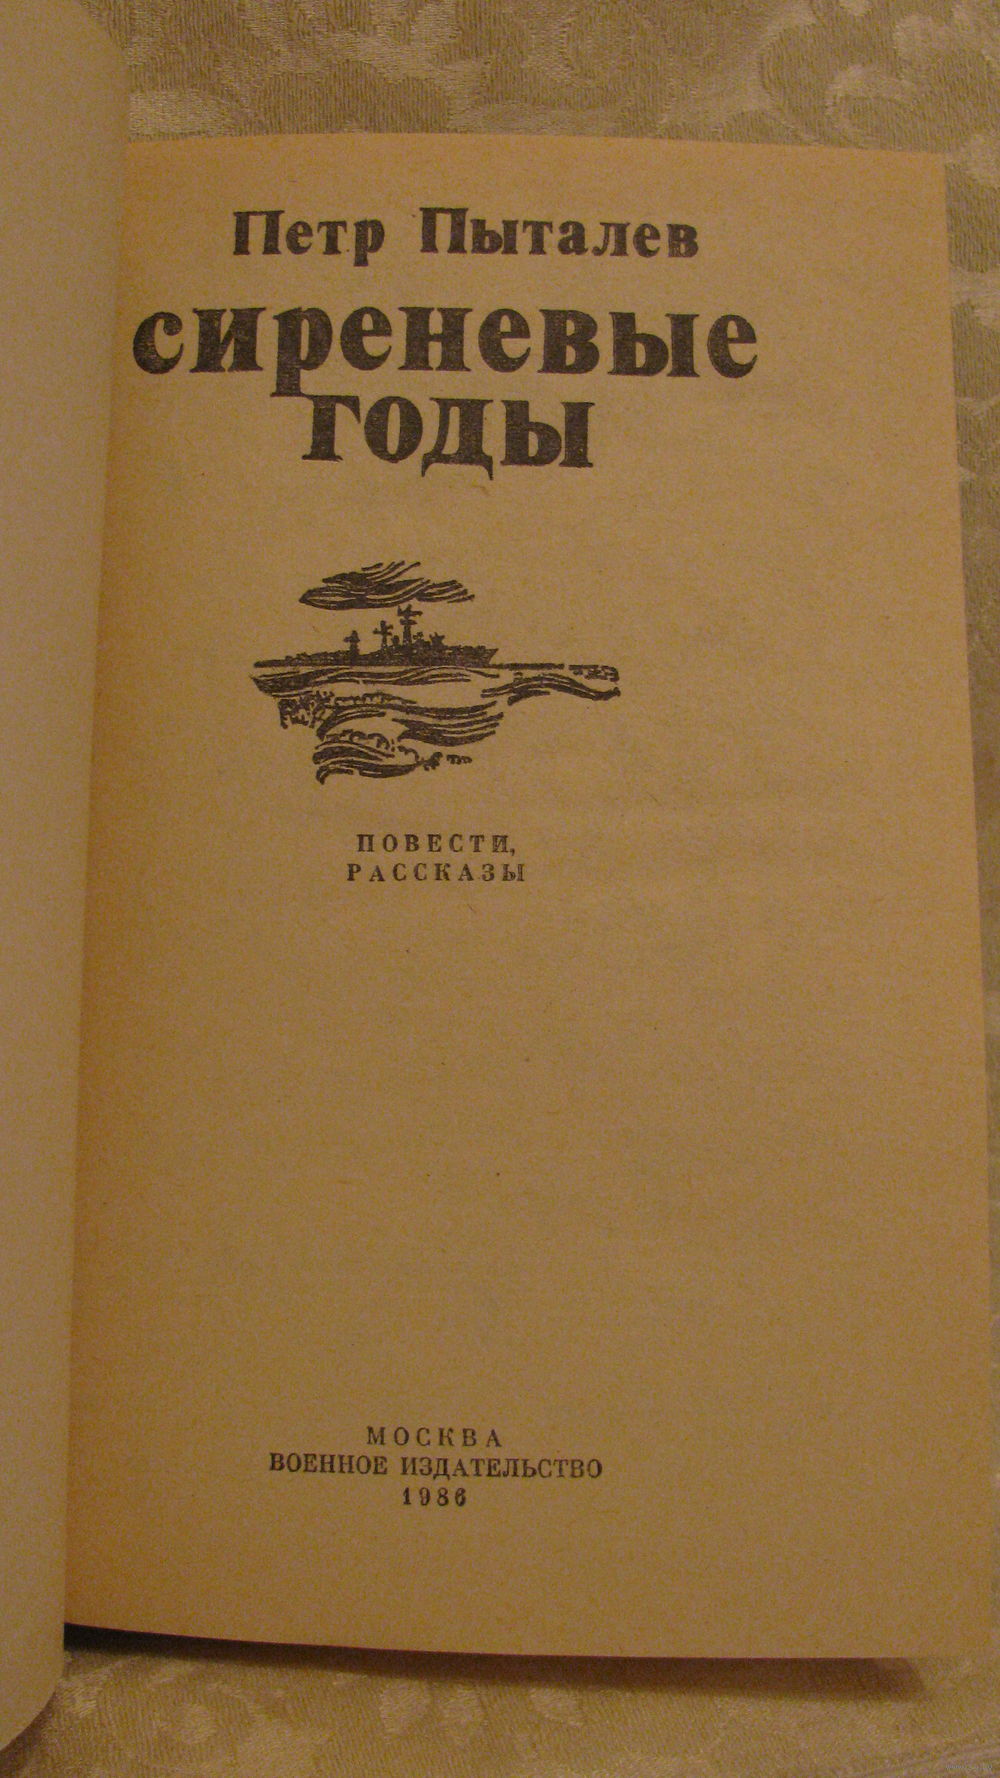 Петр Пыталев
сиреневые
годы
ПОВЕСТИ,
РАССКАЗЫ
МОСКВА
ВОЕННОЕ ИЗДАТЕЛЬСТВО
1986